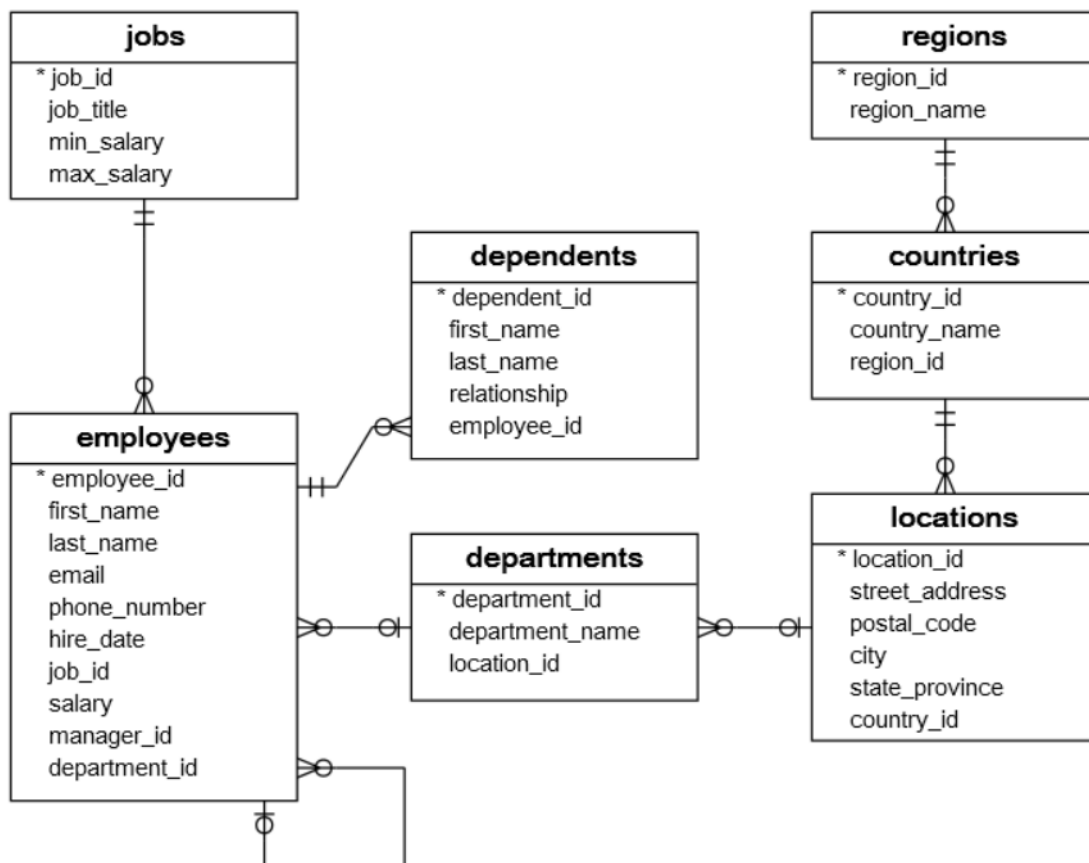 jobs
* job_id
job_title
min_salary
max_salary
regions
* region_id
region_name
dependents
* dependent_id
first_name
last_name
relationship
employee_id
countries
* country_id
country_name
region_id
employees
* employee_id
first_name
last_name
email
phone_number
hire_date
job_id
salary
manager_id
department_id
departments
* department_id
department_name
location_id
locations
* location_id
street_address
postal_code
city
state_province
country_id